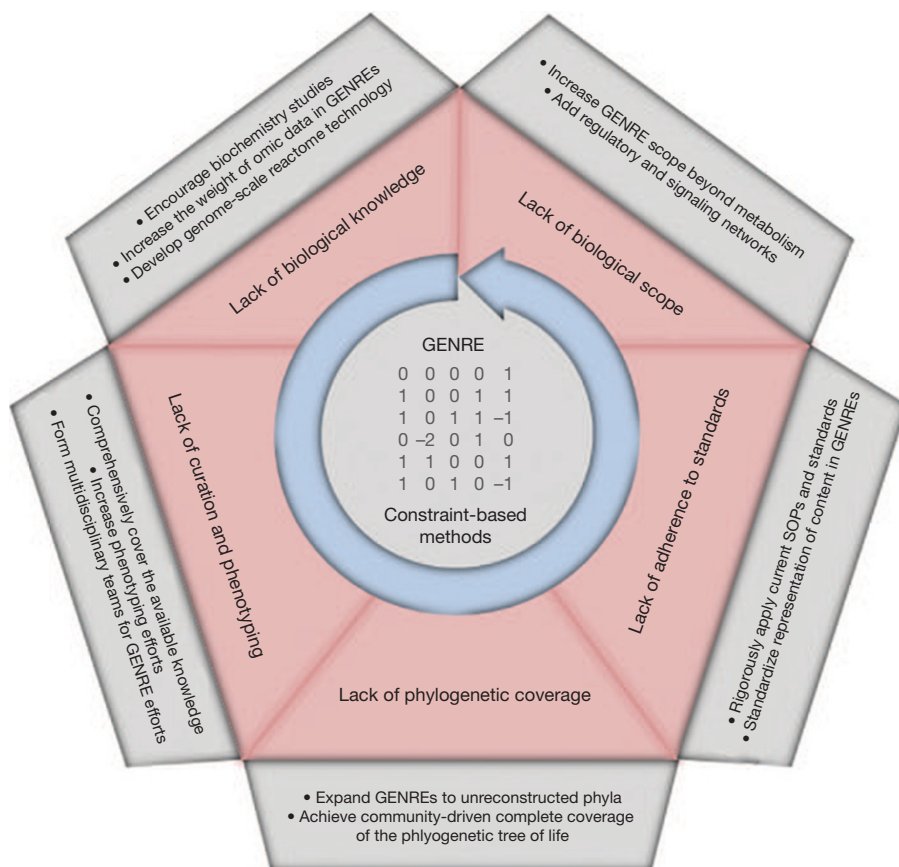 • Encourage biochemistry studies
• Increase the weight of omic data in GENREs
• Develop genome-scale reactome technology
Lack of biological knowledge
• Increase GENRE scope beyond metabolism
• Add regulatory and signaling networks
Lack of biological scope
GENRE
0 0 0 0 1
1 0 0 1 1
1 0 1 1 –1
0 –2 0 1 0
1 1 0 0 1
1 0 1 0 –1
Constraint-based
methods
• Comprehensively cover the available knowledge
• Increase phenotyping efforts
• Form multidisciplinary teams for GENRE efforts
Lack of curation and phenotyping
Lack of adherence to standards
• Rigorously apply current SOPs and standards
• Standardize representation of content in GENREs
Lack of phylogenetic coverage
• Expand GENREs to unreconstructed phyla
• Achieve community-driven complete coverage
of the phlyogenetic tree of life